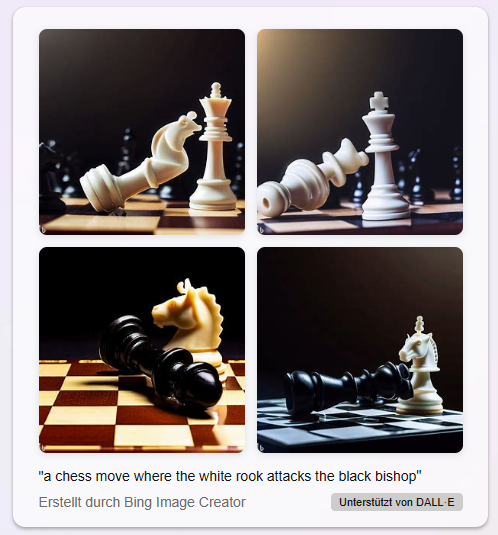 "a chess move where the white rook attacks the black bishop"
Erstellt durch Bing Image Creator
Unterstützt von DALL·E